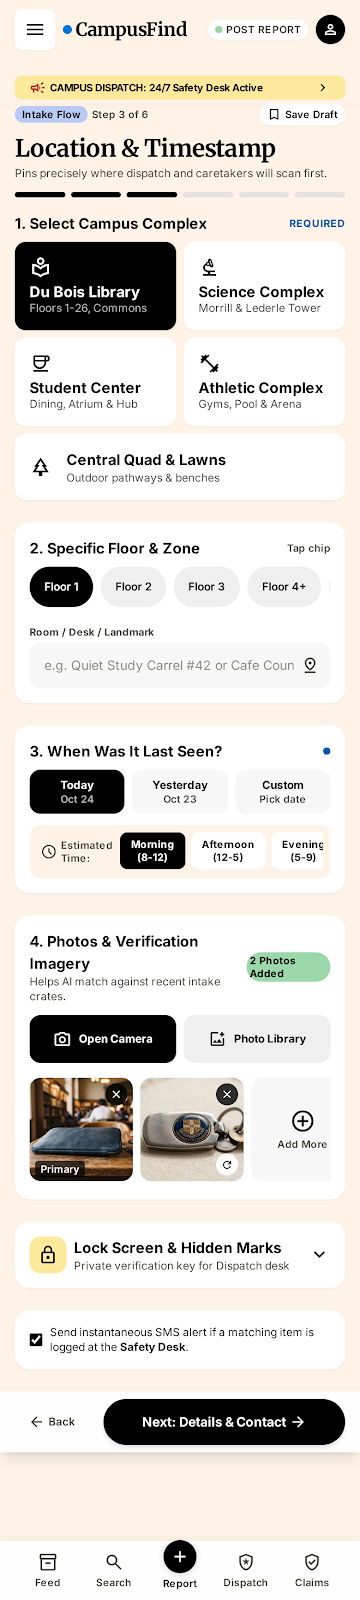 CampusFind
POST REPORT
CAMPUS DISPATCH: 24/7 Safety Desk Active
Intake Flow
Step 3 of 6
Save Draft
Location & Timestamp
Pins precisely where dispatch and caretakers will scan first.
1. Select Campus Complex
REQUIRED
Du Bois Library
Floors 1-26, Commons
Science Complex
Morrill & Lederle Tower
Student Center
Dining, Atrium & Hub
Athletic Complex
Gyms, Pool & Arena
Central Quad & Lawns
Outdoor pathways & benches
2. Specific Floor & Zone
Tap chip
Floor 1
Floor 2
Floor 3
Floor 4+
Room / Desk / Landmark
e.g. Quiet Study Carrel #42 or Cafe Coun
3. When Was It Last Seen?
Today
Oct 24
Yesterday
Oct 23
Custom
Pick date
Estimated
Time:
Morning
(8-12)
Afternoon
(12-5)
Evening
(5-9)
4. Photos & Verification
Imagery
2 Photos
Added
Helps AI match against recent intake
crates.
Open Camera
Photo Library
Primary
Add More
Lock Screen & Hidden Marks
Private verification key for Dispatch desk
Send instantaneous SMS alert if a matching item is
logged at the Safety Desk.
Back
Next: Details & Contact
Feed
Search
Report
Dispatch
Claims